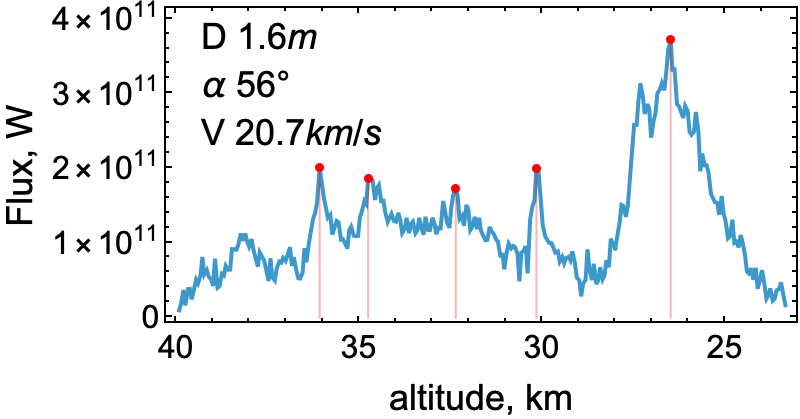 4 × 10¹¹
3 × 10¹¹
2 × 10¹¹
1 × 10¹¹
0
Flux, W
D 1.6m
α 56°
V 20.7km/s
40 35 30 25
altitude, km